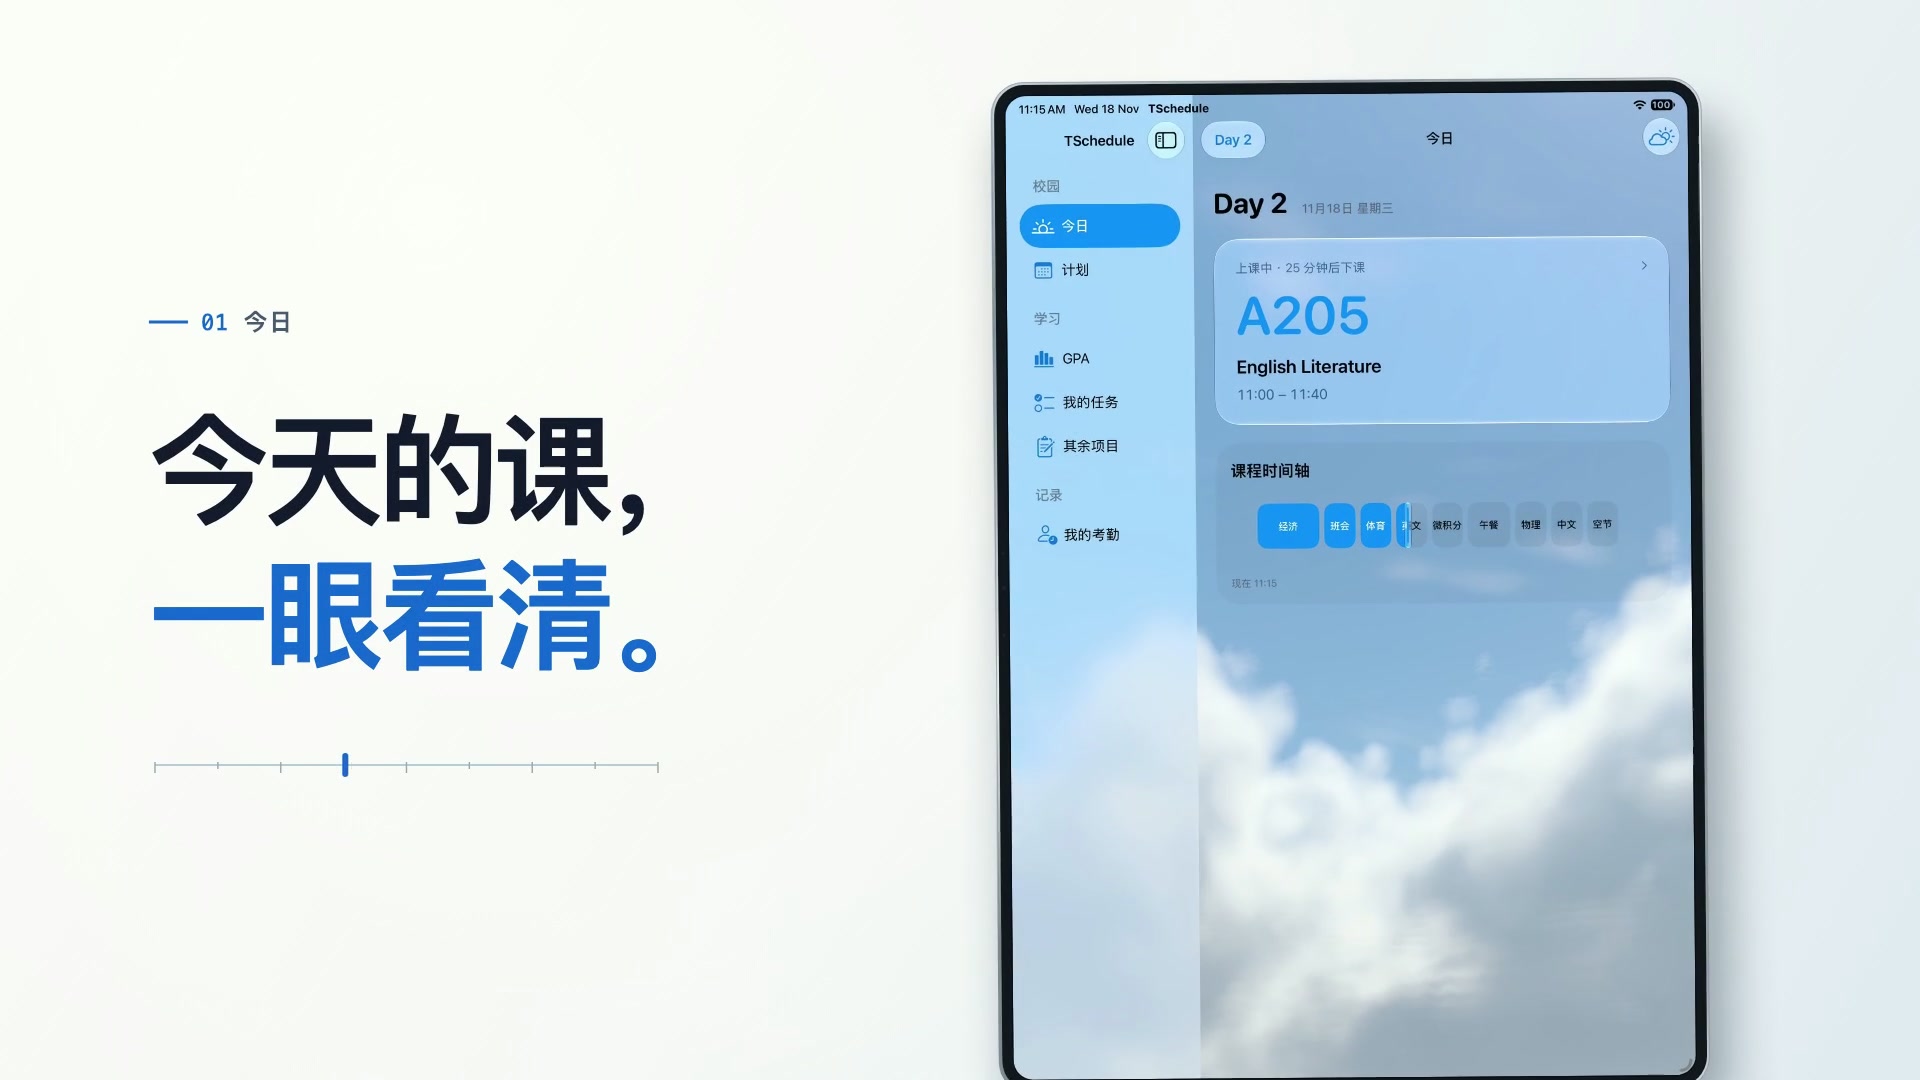 01 今日
今天的课,
一眼看清。
11:15 AM Wed 18 Nov TSchedule
100
TSchedule
Day 2
今日
校园
今日
计划
学习
GPA
我的任务
其余项目
记录
我的考勤
Day 2 11月18日 星期三
上课中 · 25 分钟后下课
A205
English Literature
11:00 – 11:40
课程时间轴
经济 班会 体育 英文 微积分 午餐 物理 中文 空节
现在 11:15